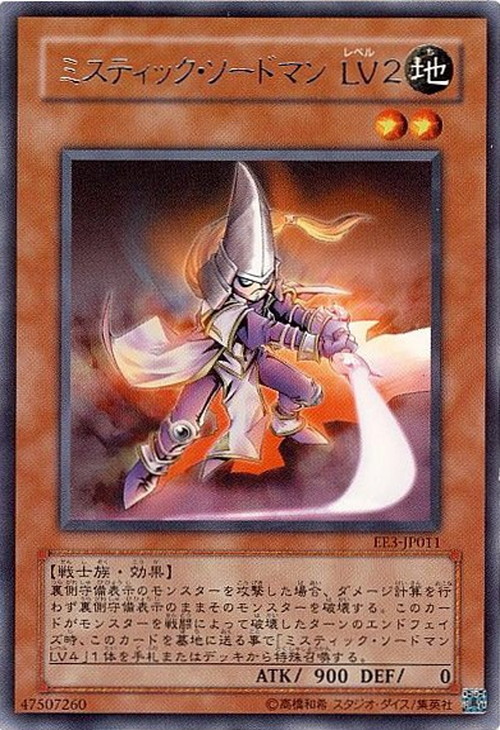 レベル
ミスティック・ソードマン LV2
ち
地
EE3-JP011
【戦士族・効果】
裏側守備表示のモンスターを攻撃した場合、ダメージ計算を行
わず裏側守備表示のままそのモンスターを破壊する。このカー
ドがモンスターを戦闘によって破壊したターンのエンドフェイ
ズ時、このカードを墓地に送る事で「ミスティック・ソードマン
LV4」1体を手札またはデッキから特殊召喚する。
ATK/ 900 DEF/ 0
47507260
©高橋和希 スタジオ・ダイス/集英社